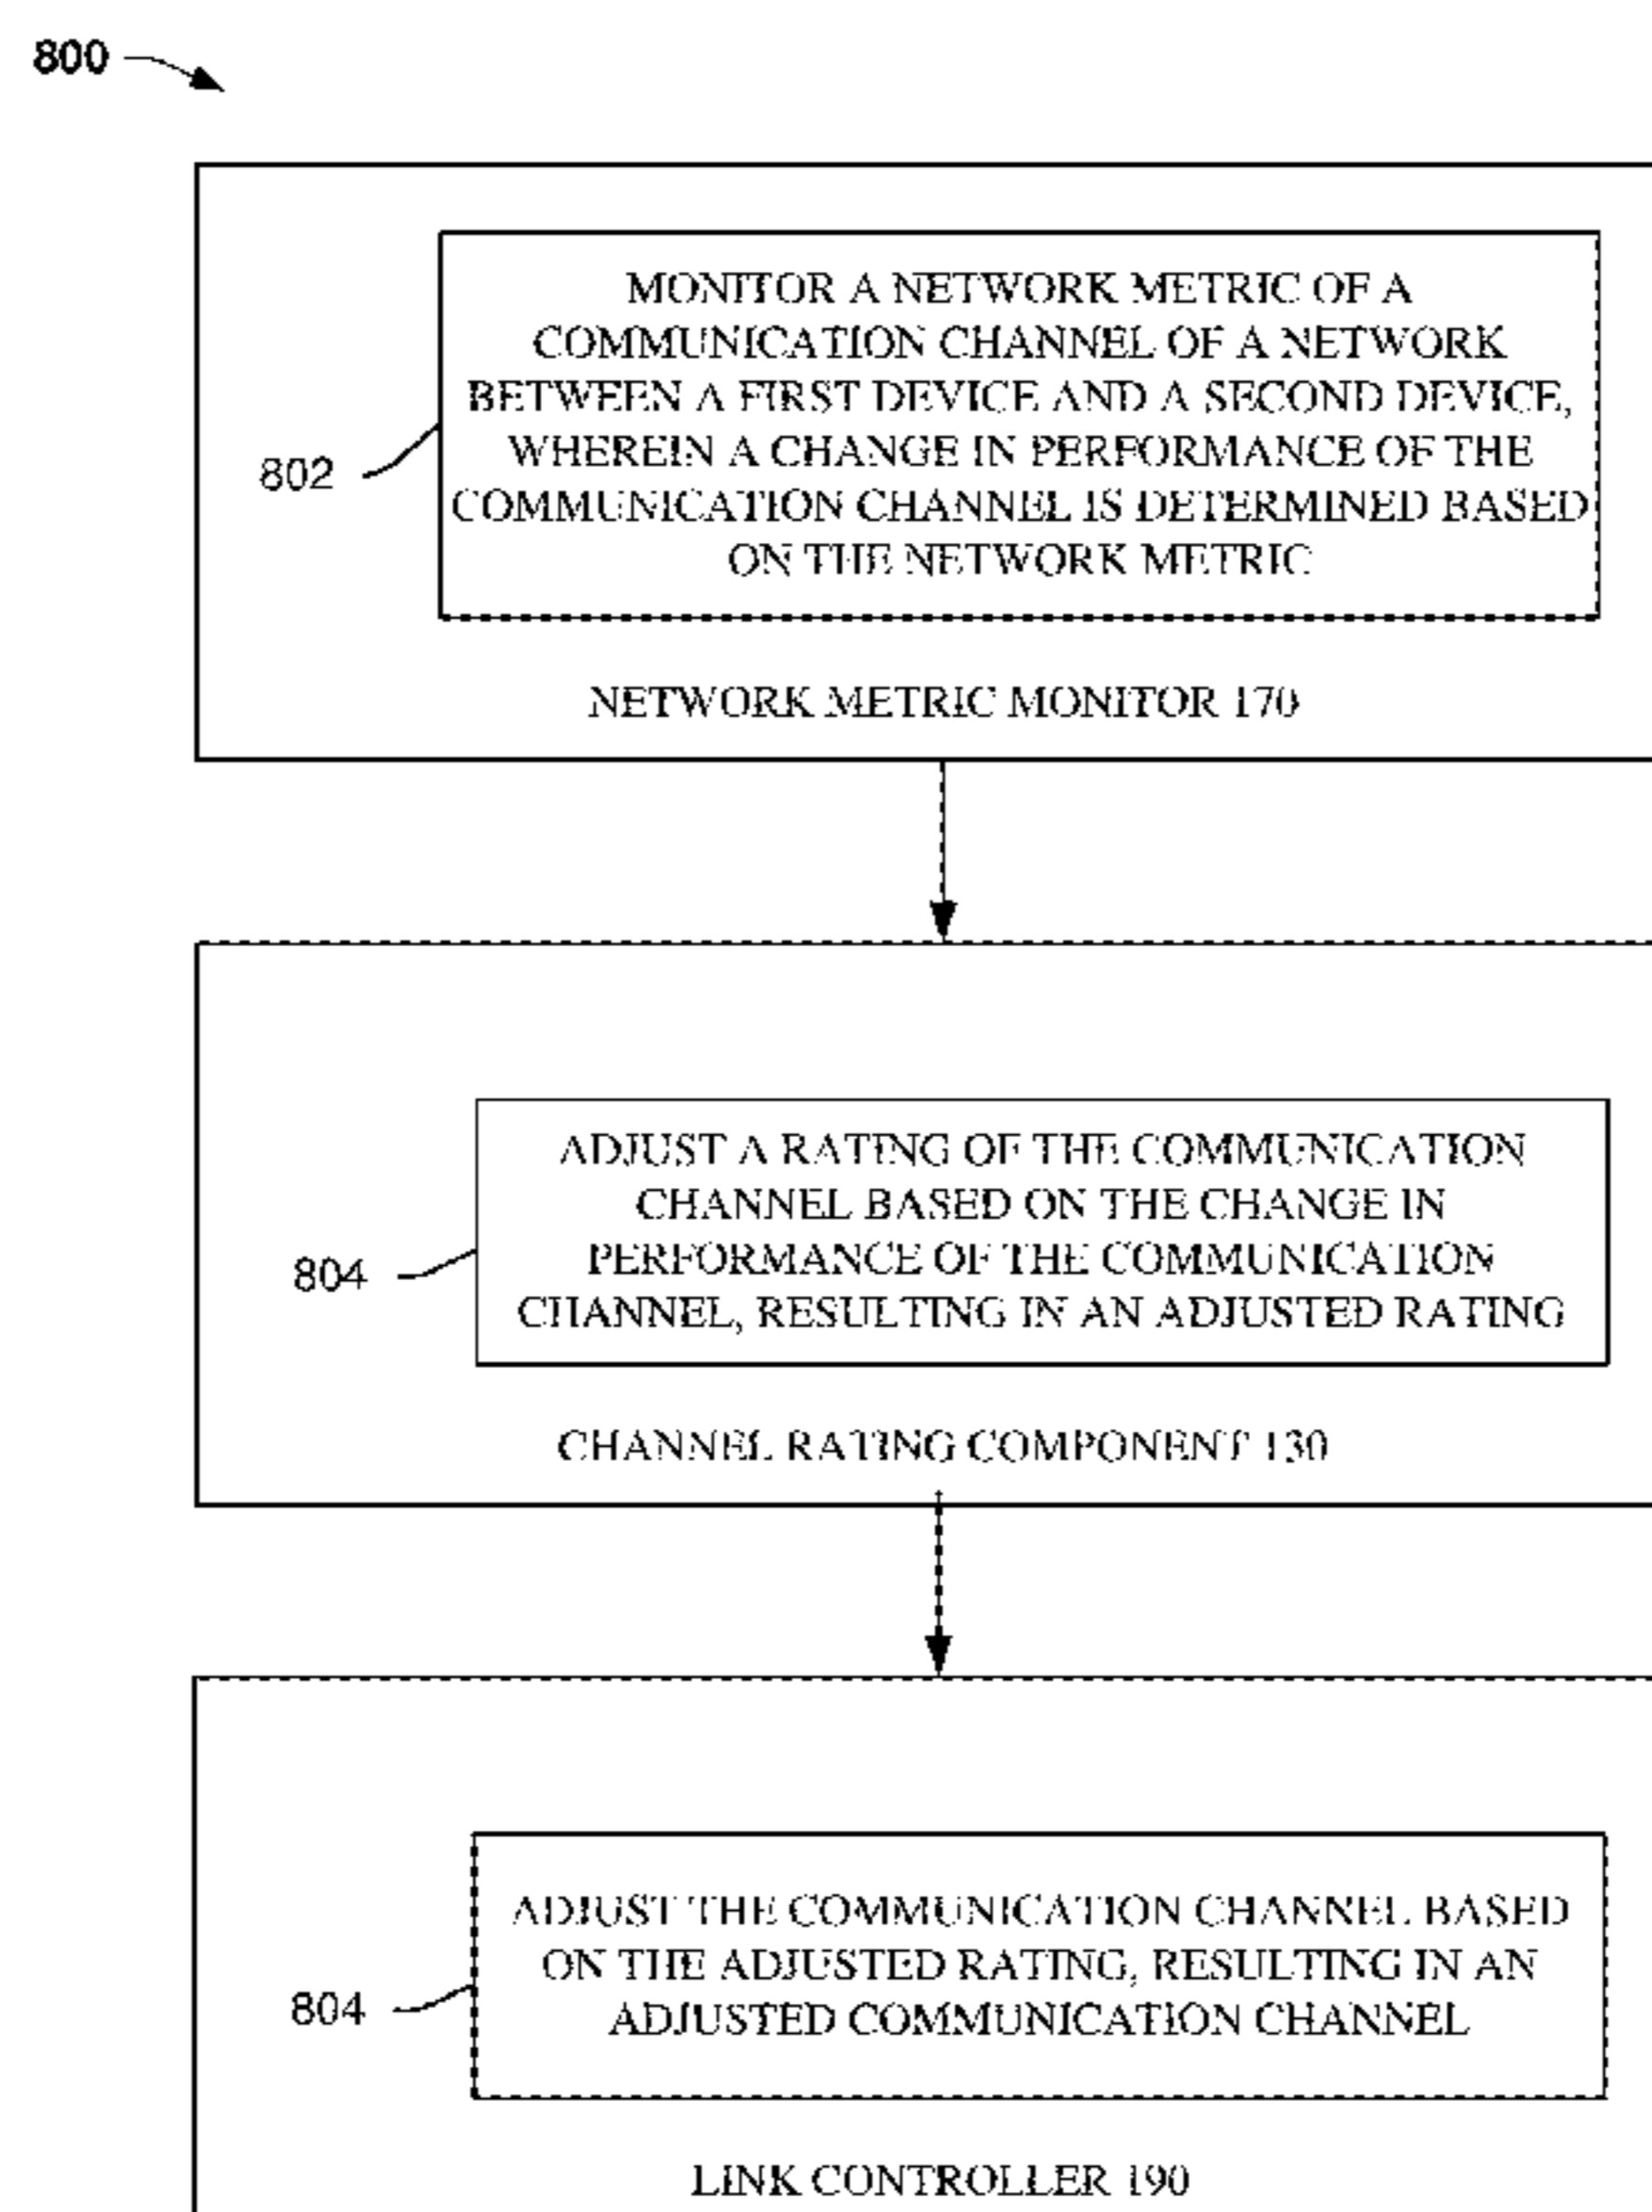 800
MONITOR A NETWORK METRIC OF A
COMMUNICATION CHANNEL OF A NETWORK
BETWEEN A FIRST DEVICE AND A SECOND DEVICE,
WHEREIN A CHANGE IN PERFORMANCE OF THE
COMMUNICATION CHANNEL IS DETERMINED BASED
ON THE NETWORK METRIC
802
NETWORK METRIC MONITOR 170
ADJUST A RATING OF THE COMMUNICATION
CHANNEL BASED ON THE CHANGE IN
PERFORMANCE OF THE COMMUNICATION
CHANNEL, RESULTING IN AN ADJUSTED RATING
804
CHANNEL RATING COMPONENT 130
ADJUST THE COMMUNICATION CHANNEL BASED
ON THE ADJUSTED RATING, RESULTING IN AN
ADJUSTED COMMUNICATION CHANNEL
804
LINK CONTROLLER 190